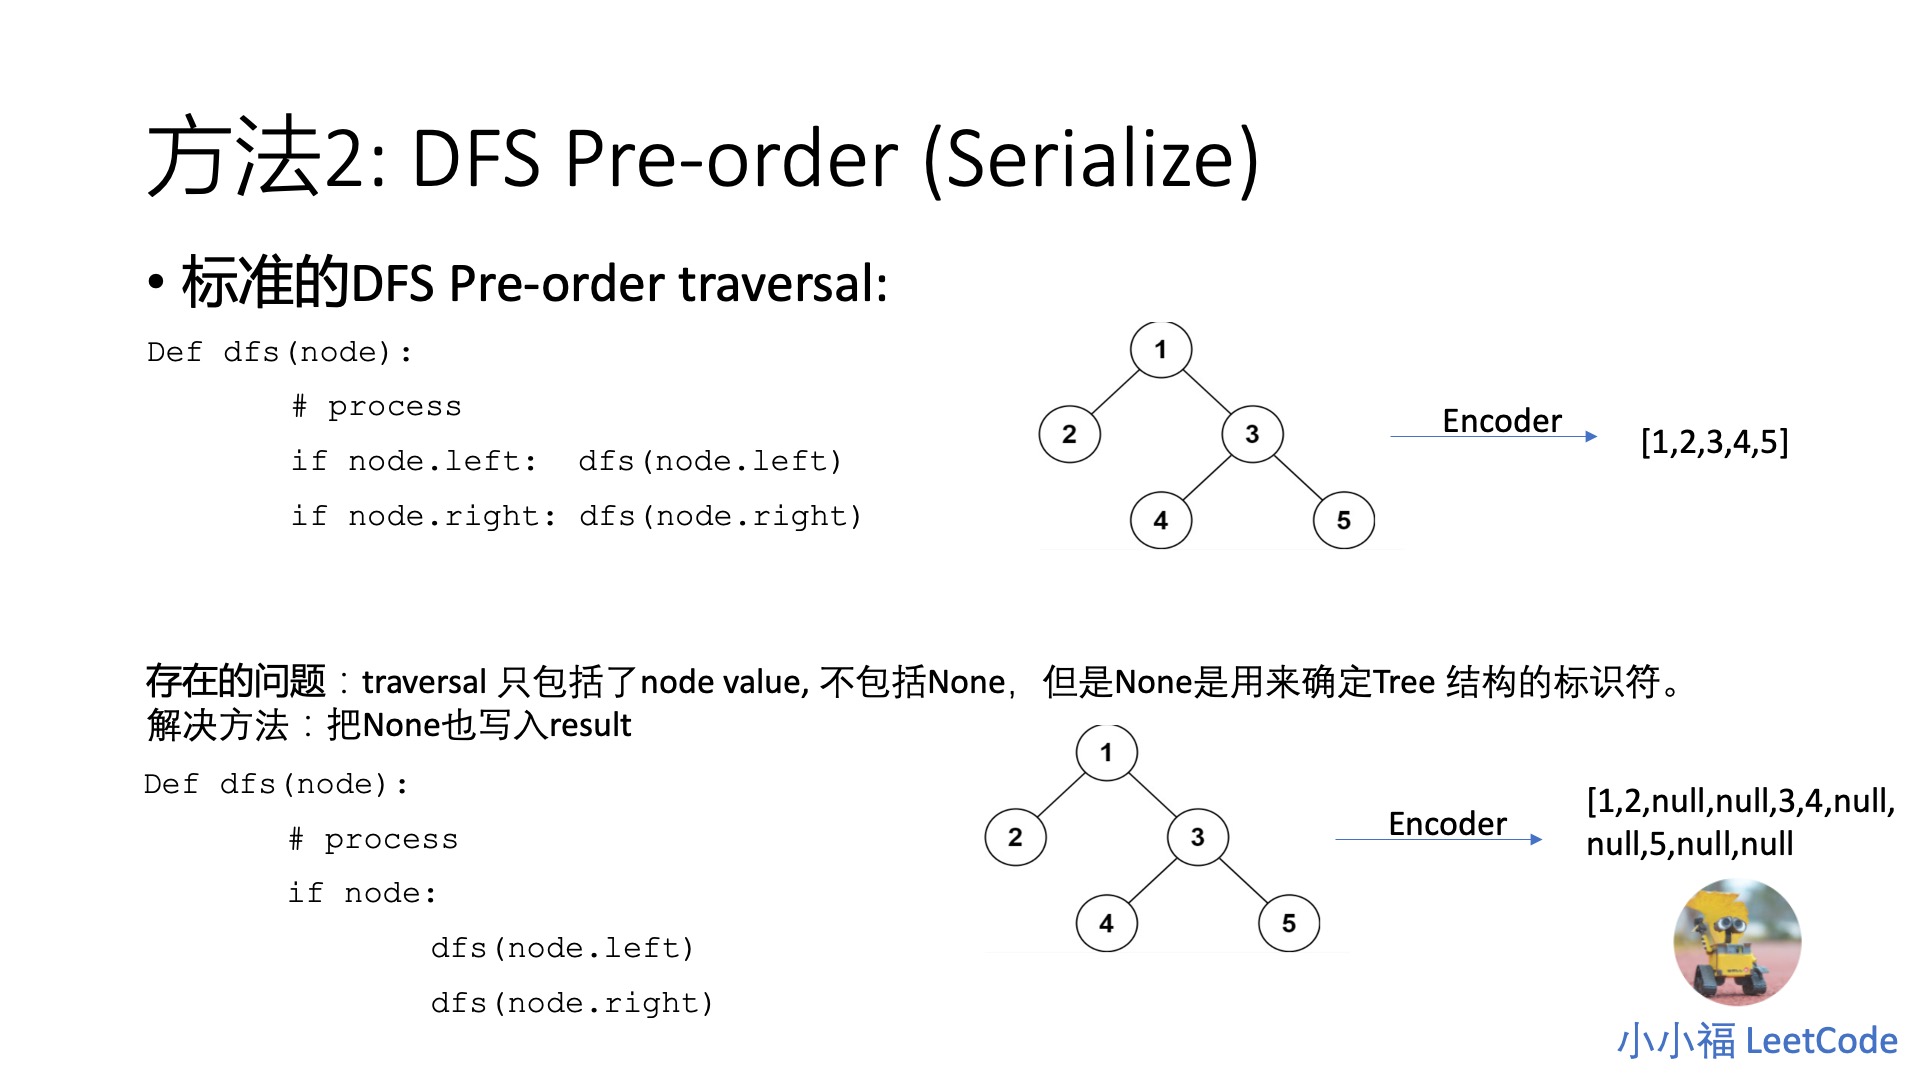 方法2: DFS Pre-order (Serialize)
• 标准的DFS Pre-order traversal:
Def dfs(node):
# process
if node.left:  dfs(node.left)
if node.right: dfs(node.right)
1
2
3
4
5
Encoder
[1,2,3,4,5]
存在的问题：traversal 只包括了node value, 不包括None，但是None是用来确定Tree 结构的标识符。
解决方法：把None也写入result
Def dfs(node):
# process
if node:
dfs(node.left)
dfs(node.right)
1
2
3
4
5
Encoder
[1,2,null,null,3,4,null,
null,5,null,null
小小福 LeetCode